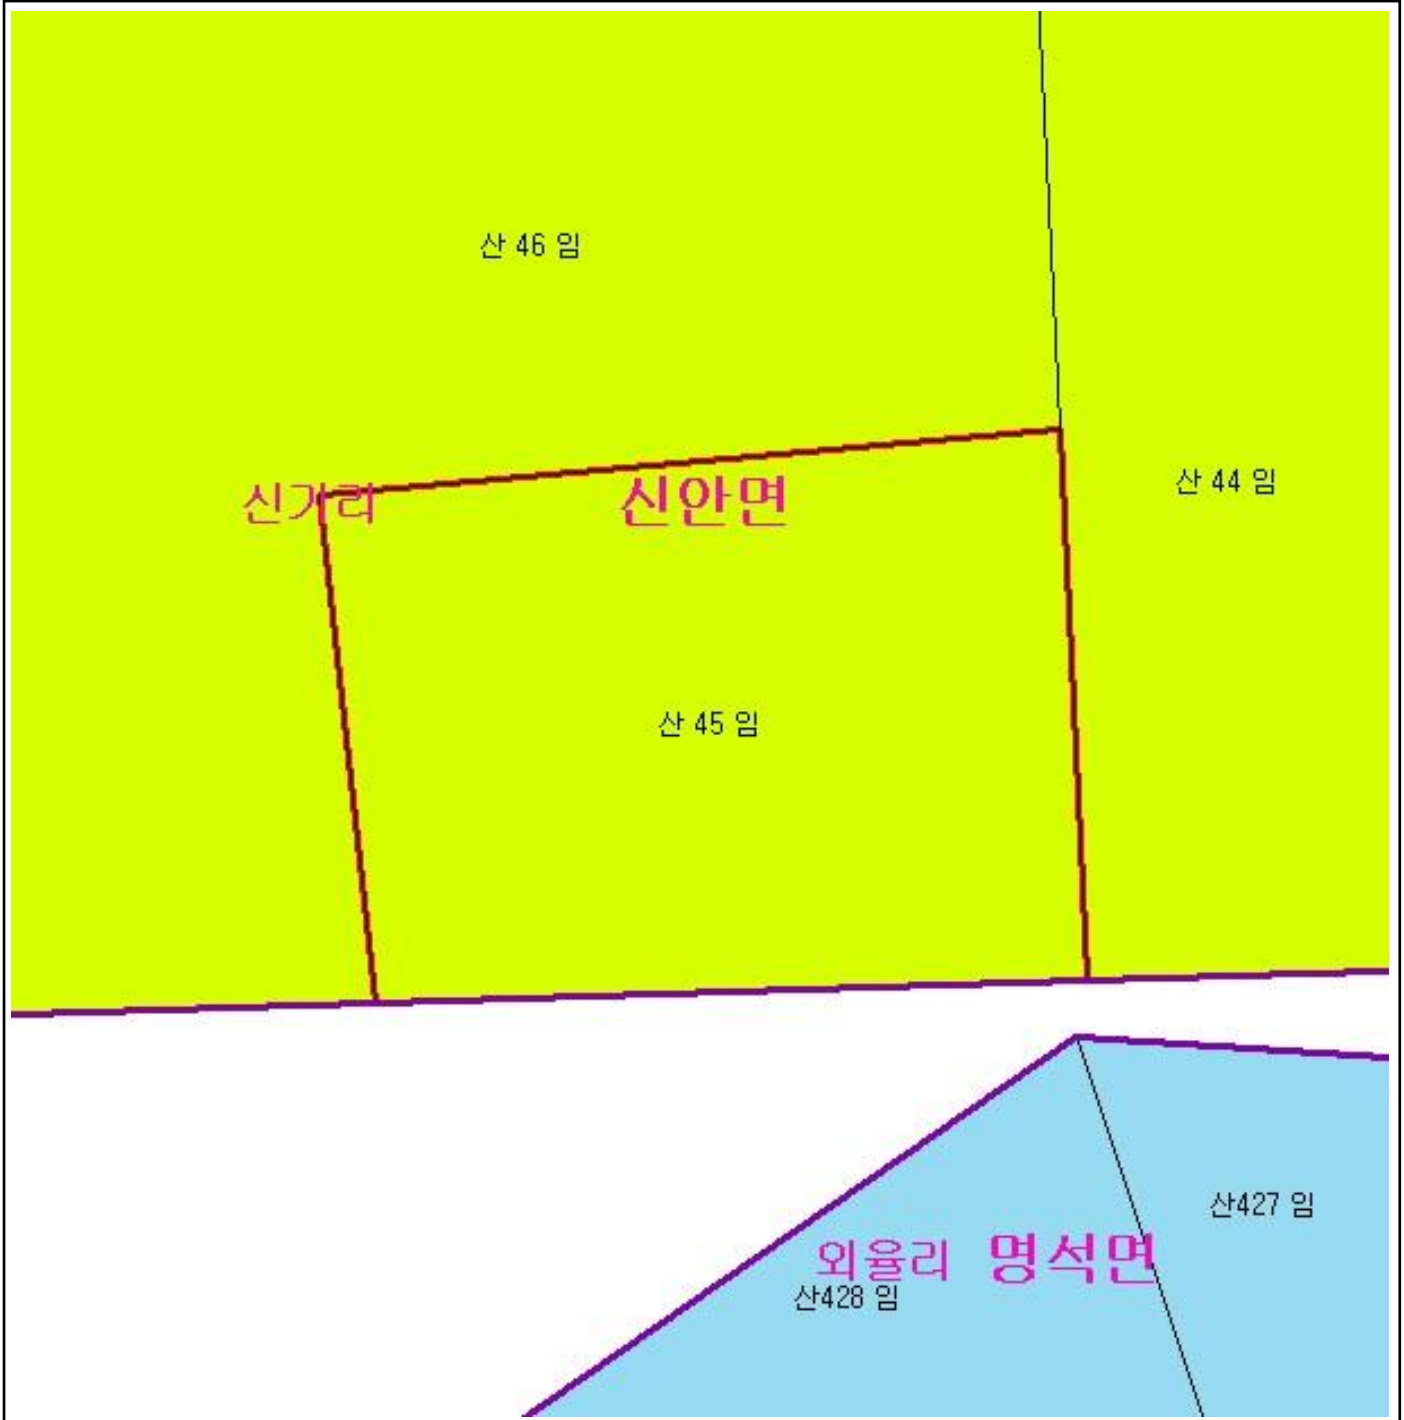 산 46 임
산 44 임
신기리 신안면
산 45 임
산427 임
외율리 명석면
산428 임